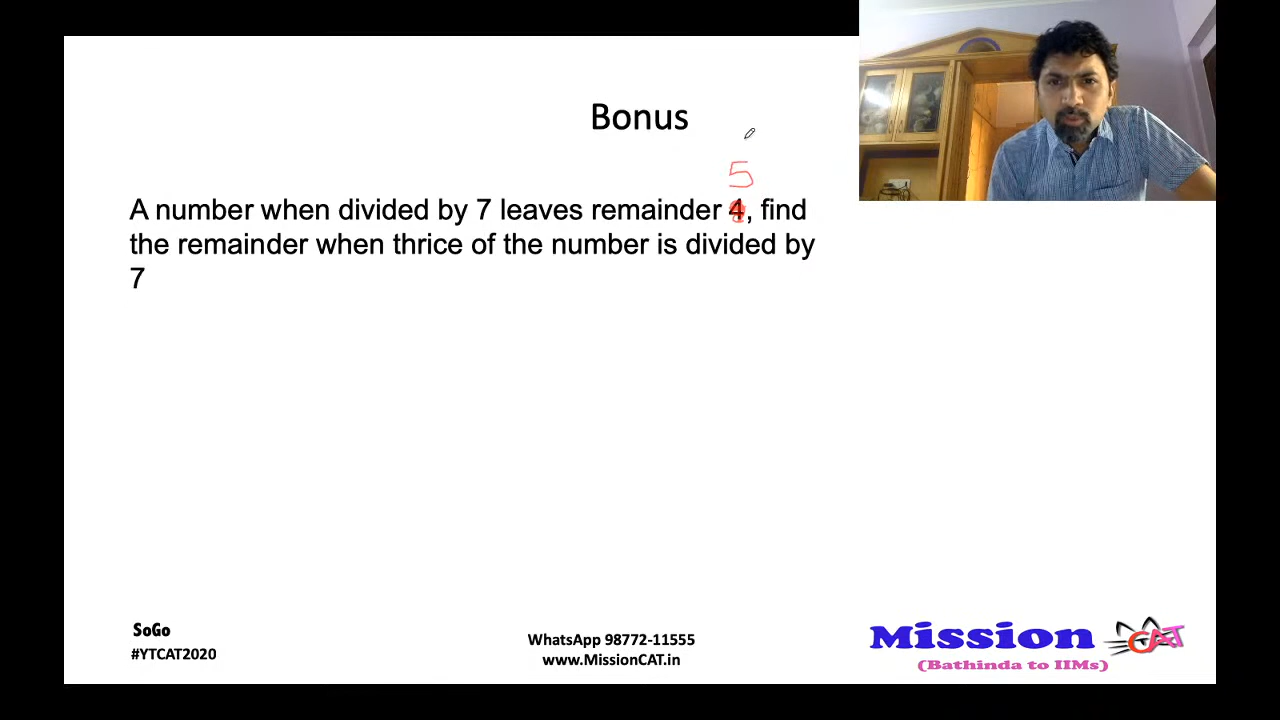 Bonus
5
A number when divided by 7 leaves remainder 4, find
the remainder when thrice of the number is divided by
7
SoGo
#YTCAT2020
WhatsApp 98772-11555
www.MissionCAT.in
Mission CAT
(Bathinda to IIMs)